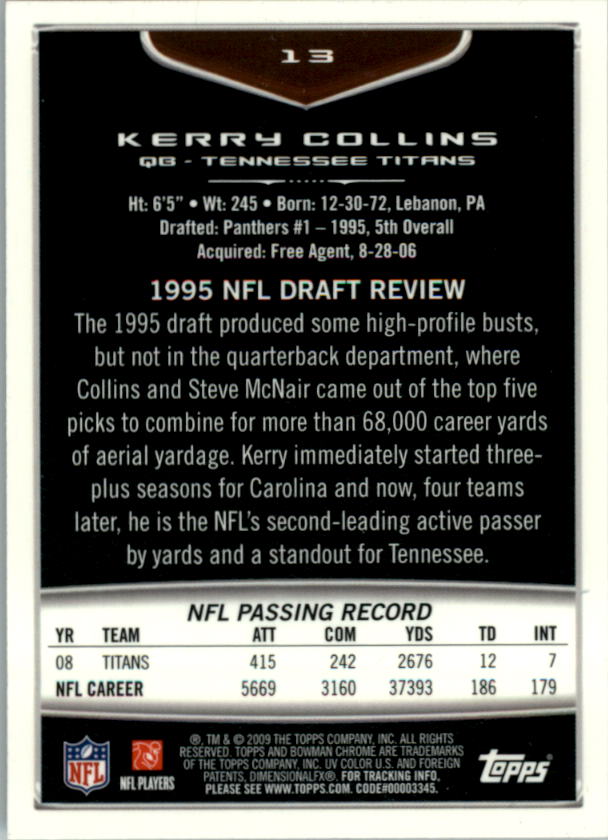 13
KERRY COLLINS
QB - TENNESSEE TITANS
Ht: 6'5" • Wt: 245 • Born: 12-30-72, Lebanon, PA
Drafted: Panthers #1 – 1995, 5th Overall
Acquired: Free Agent, 8-28-06
1995 NFL DRAFT REVIEW
The 1995 draft produced some high-profile busts,
but not in the quarterback department, where
Collins and Steve McNair came out of the top five
picks to combine for more than 68,000 career yards
of aerial yardage. Kerry immediately started three-
plus seasons for Carolina and now, four teams
later, he is the NFL's second-leading active passer
by yards and a standout for Tennessee.
NFL PASSING RECORD
YR TEAM ATT COM YDS TD INT
08 TITANS 415 242 2676 12 7
NFL CAREER 5669 3160 37393 186 179
®, TM & © 2009 THE TOPPS COMPANY, INC. ALL RIGHTS
RESERVED. TOPPS AND BOWMAN CHROME ARE TRADEMARKS
OF THE TOPPS COMPANY, INC. UV COLOR U.S. AND FOREIGN
PATENTS, DIMENSIONALFX®. FOR TRACKING INFO,
PLEASE SEE WWW.TOPPS.COM. CODE#00003345.
NFL
NFL PLAYERS
topps